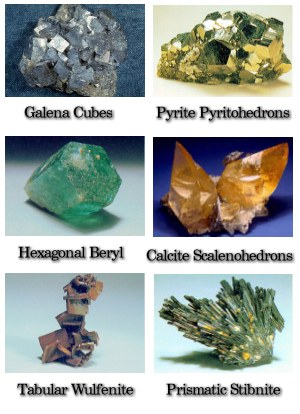 Galena Cubes
Pyrite Pyritohedrons
Hexagonal Beryl
Calcite Scalenohedrons
Tabular Wulfenite
Prismatic Stibnite